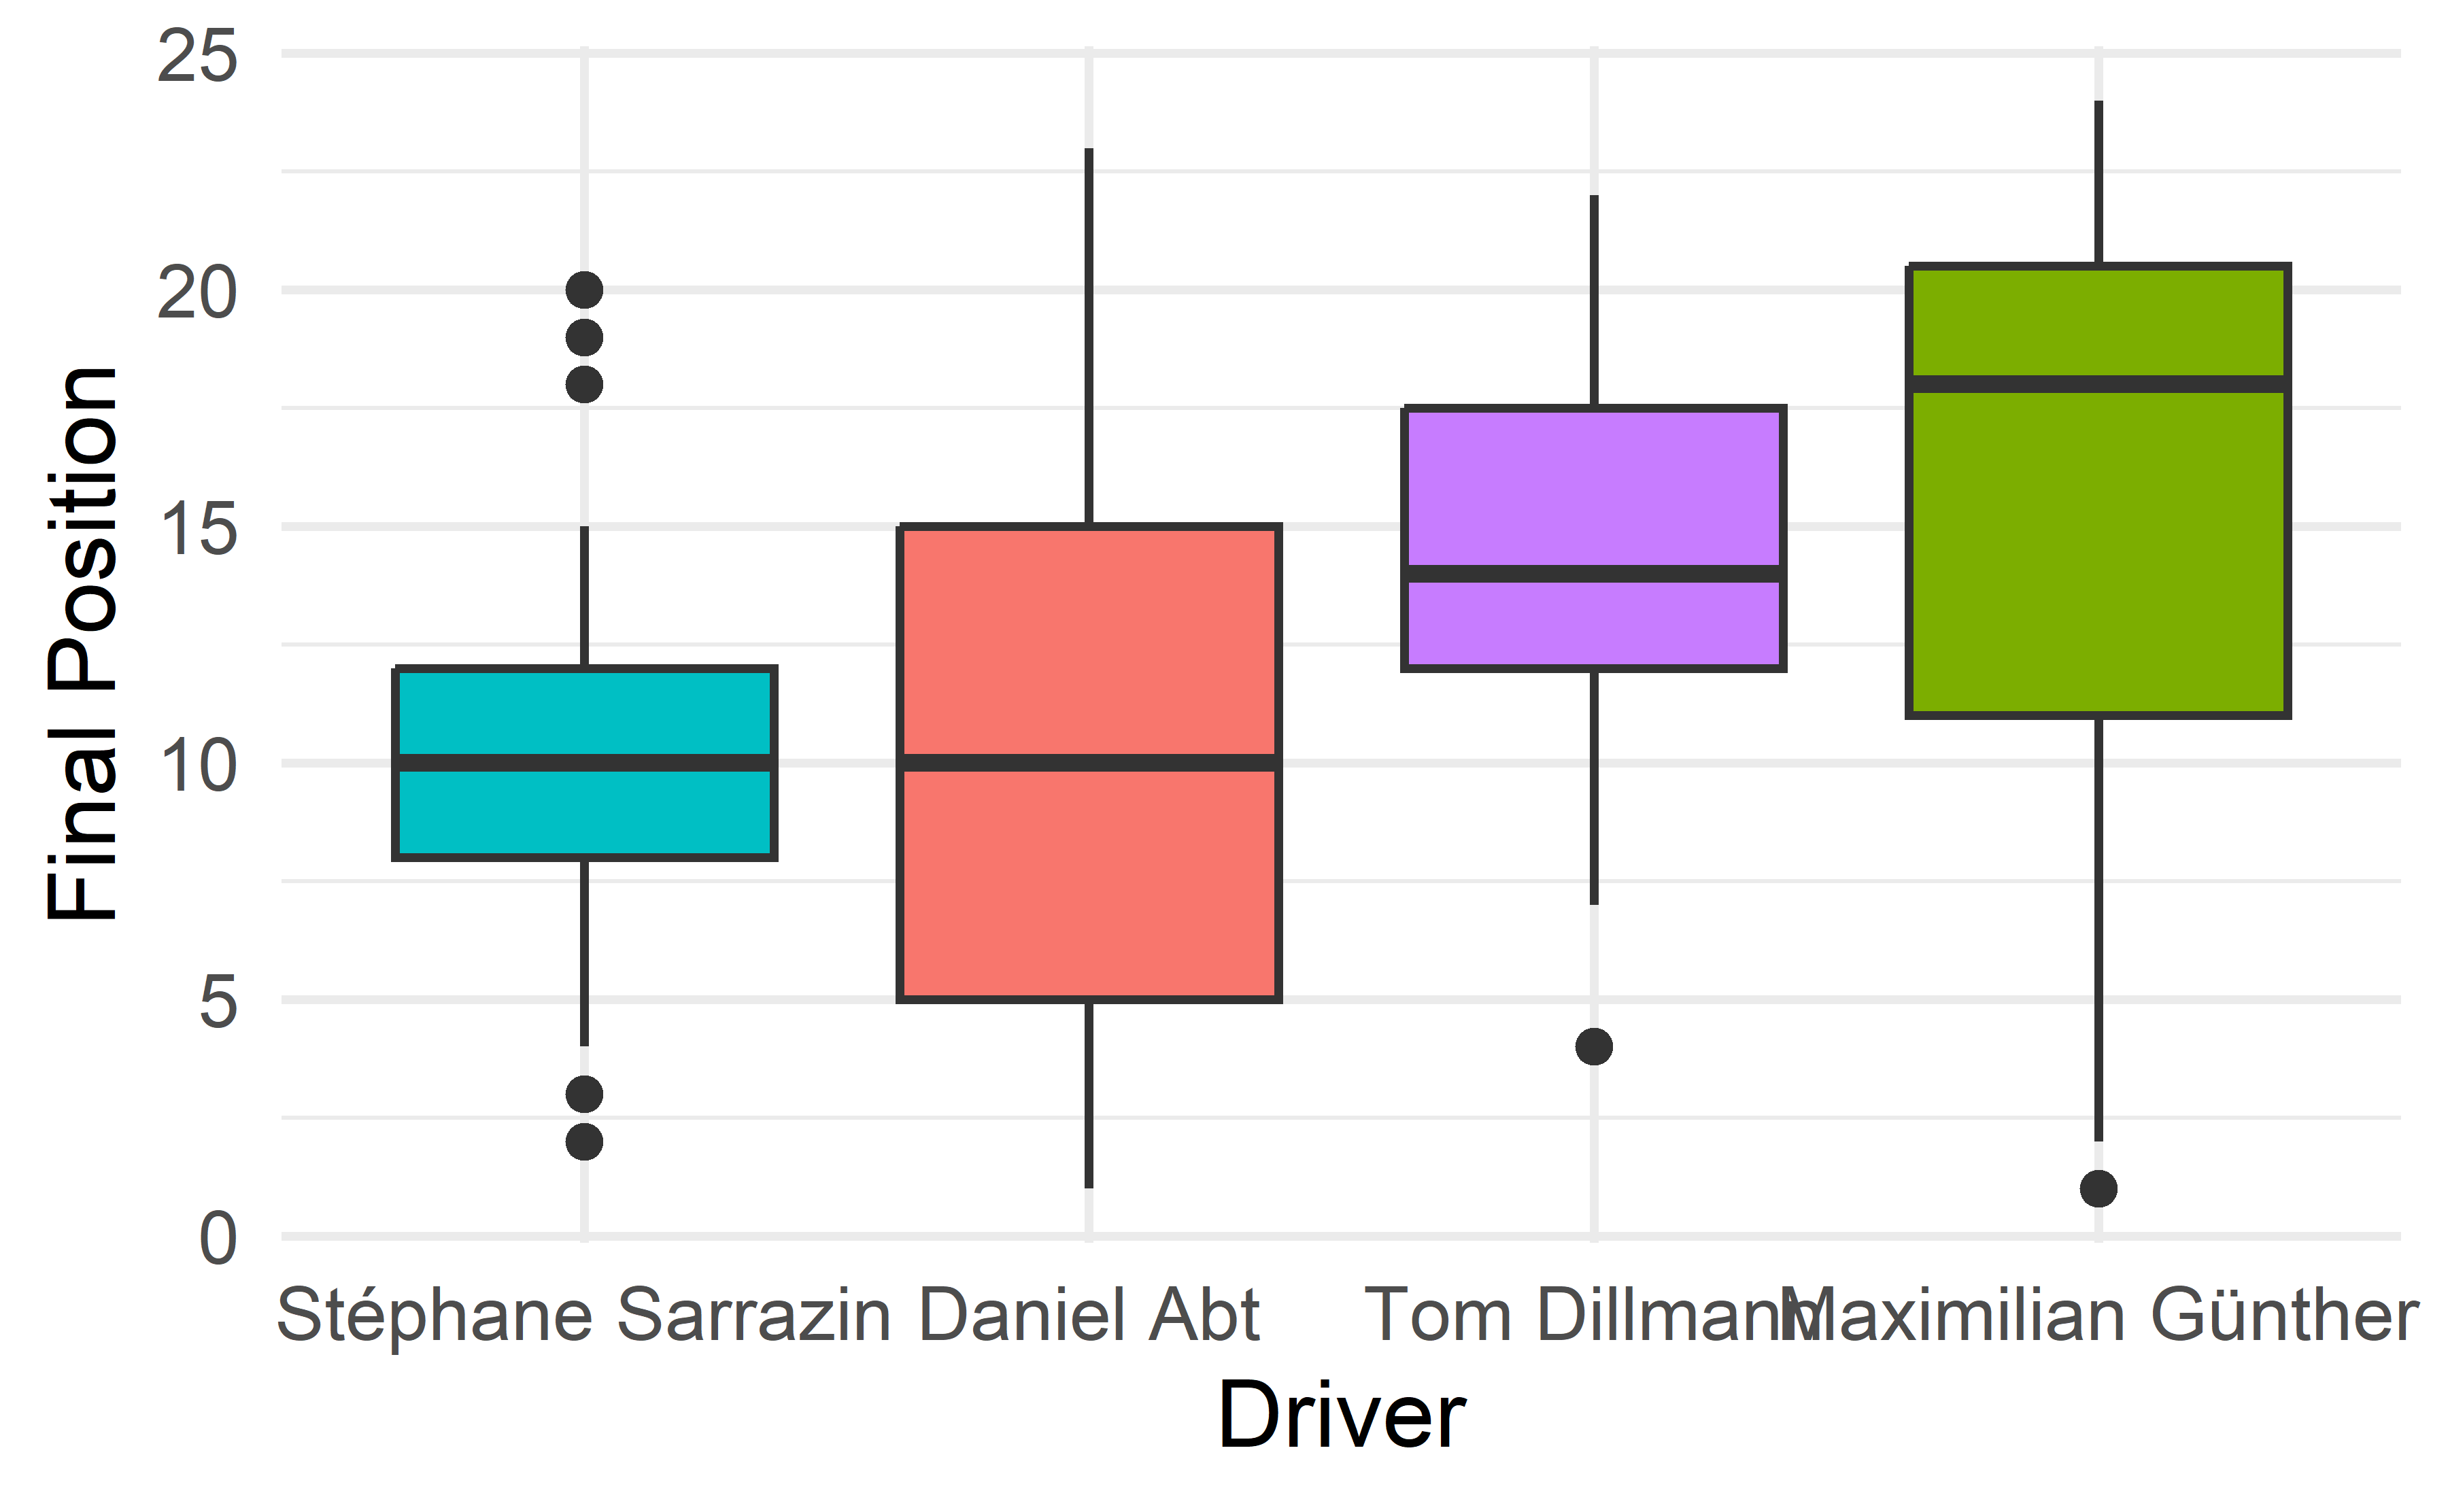 Final Position
25
20
15
10
5
0
Stéphane Sarrazin Daniel Abt Tom Dillmann Maximilian Günther
Driver